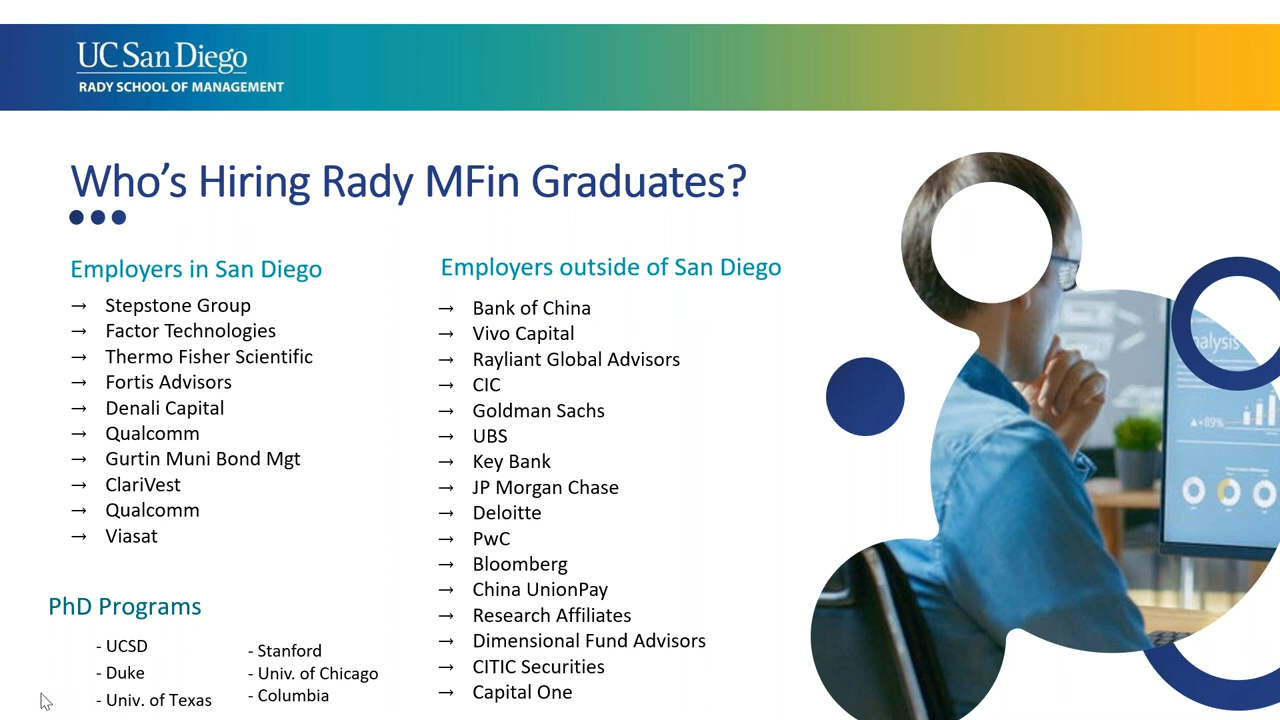 UC San Diego
RADY SCHOOL OF MANAGEMENT
Who's Hiring Rady MFin Graduates?
Employers in San Diego
→ Stepstone Group
→ Factor Technologies
→ Thermo Fisher Scientific
→ Fortis Advisors
→ Denali Capital
→ Qualcomm
→ Gurtin Muni Bond Mgt
→ ClariVest
→ Qualcomm
→ Viasat
PhD Programs
- UCSD
- Duke
- Univ. of Texas
- Stanford
- Univ. of Chicago
- Columbia
Employers outside of San Diego
→ Bank of China
→ Vivo Capital
→ Rayliant Global Advisors
→ CIC
→ Goldman Sachs
→ UBS
→ Key Bank
→ JP Morgan Chase
→ Deloitte
→ PwC
→ Bloomberg
→ China UnionPay
→ Research Affiliates
→ Dimensional Fund Advisors
→ CITIC Securities
→ Capital One
nalysis
▲+89%